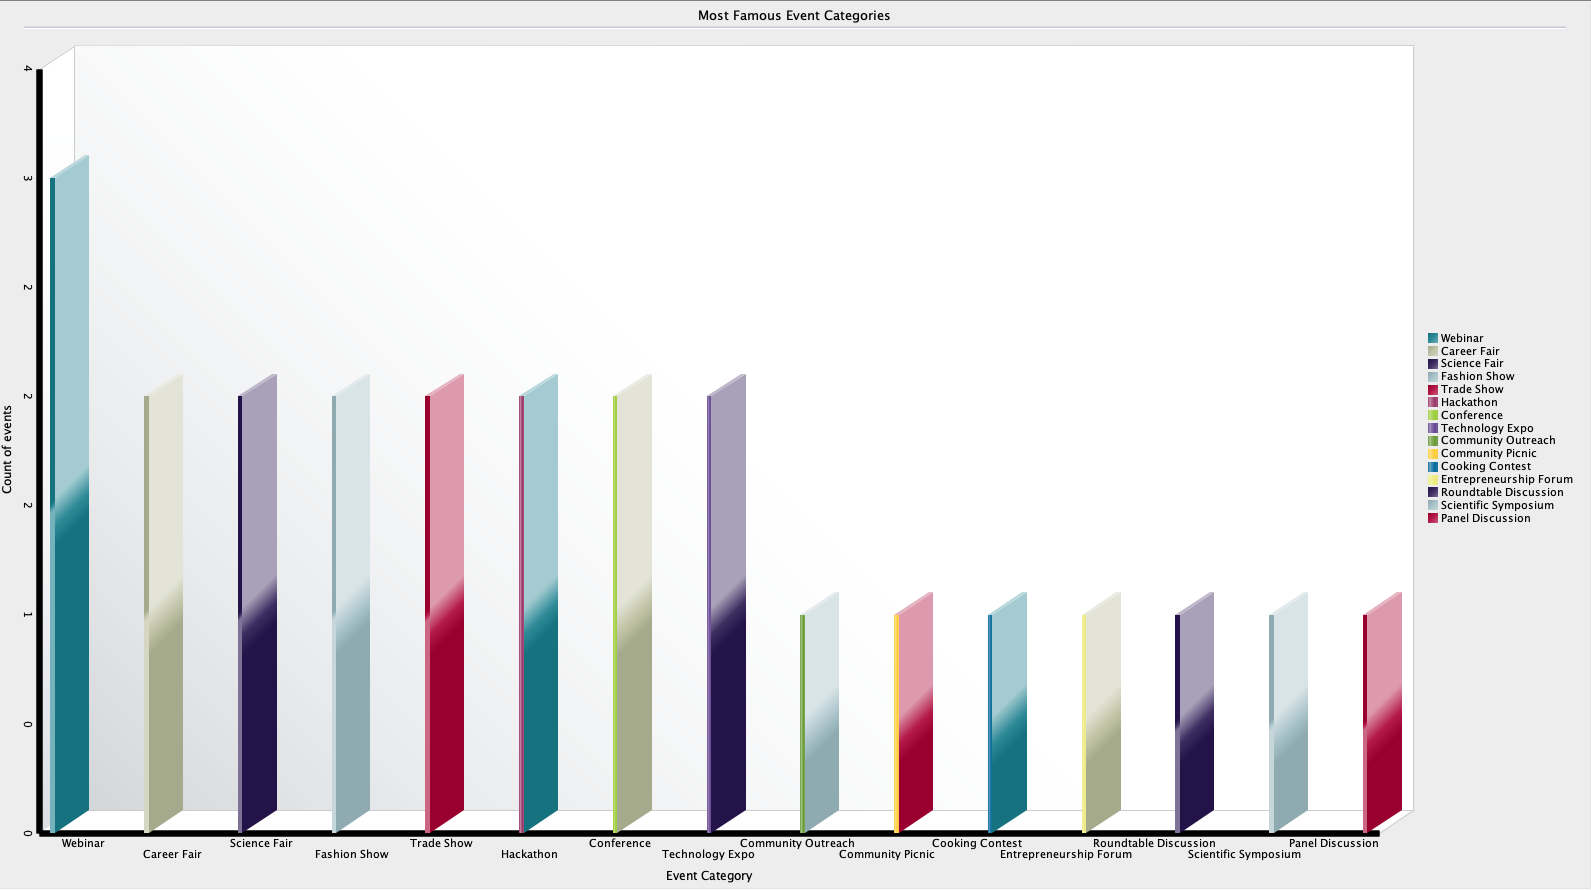 Most Famous Event Categories
4
3
2
2
2
1
0
0
Count of events
Webinar
Career Fair
Science Fair
Fashion Show
Trade Show
Hackathon
Conference
Technology Expo
Community Outreach
Community Picnic
Cooking Contest
Entrepreneurship Forum
Roundtable Discussion
Scientific Symposium
Panel Discussion
Event Category
Webinar
Career Fair
Science Fair
Fashion Show
Trade Show
Hackathon
Conference
Technology Expo
Community Outreach
Community Picnic
Cooking Contest
Entrepreneurship Forum
Roundtable Discussion
Scientific Symposium
Panel Discussion